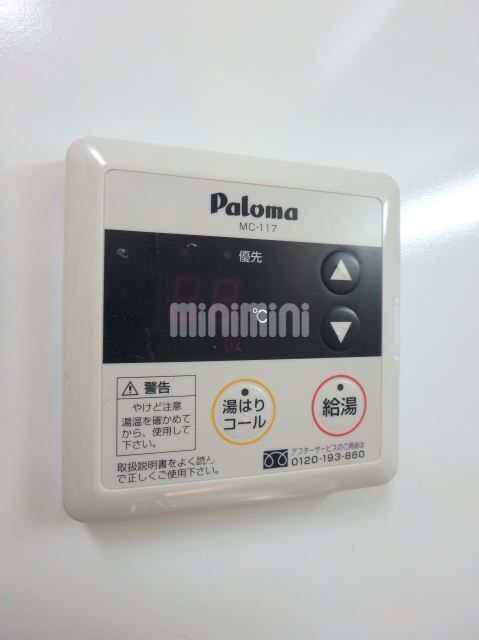 Paloma
MC-117
優先
minimini
℃
⚠警告
やけど注意
湯温を確かめて
から、使用して
下さい。
取扱説明書をよく読ん
で正しくご使用下さい。
湯はり
コール
給湯
アフターサービスのご用命は
0120-193-860